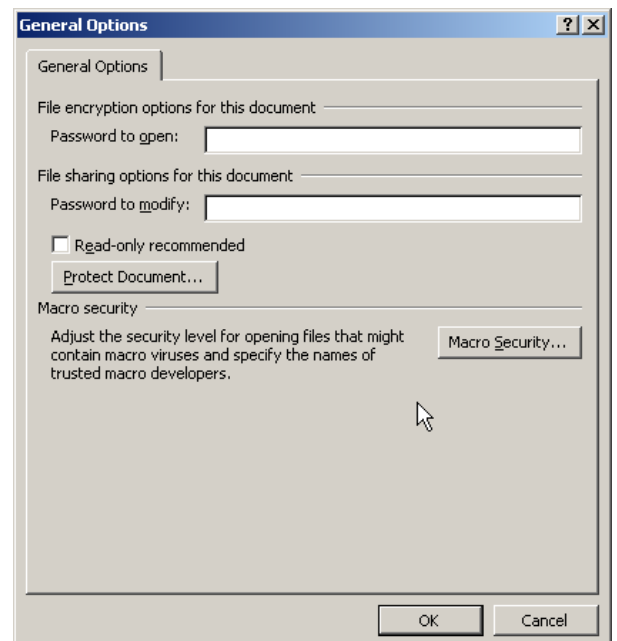 General Options
General Options
File encryption options for this document
Password to open:
File sharing options for this document
Password to modify:
Read-only recommended
Protect Document...
Macro security
Adjust the security level for opening files that might
contain macro viruses and specify the names of
trusted macro developers.
Macro Security...
OK Cancel